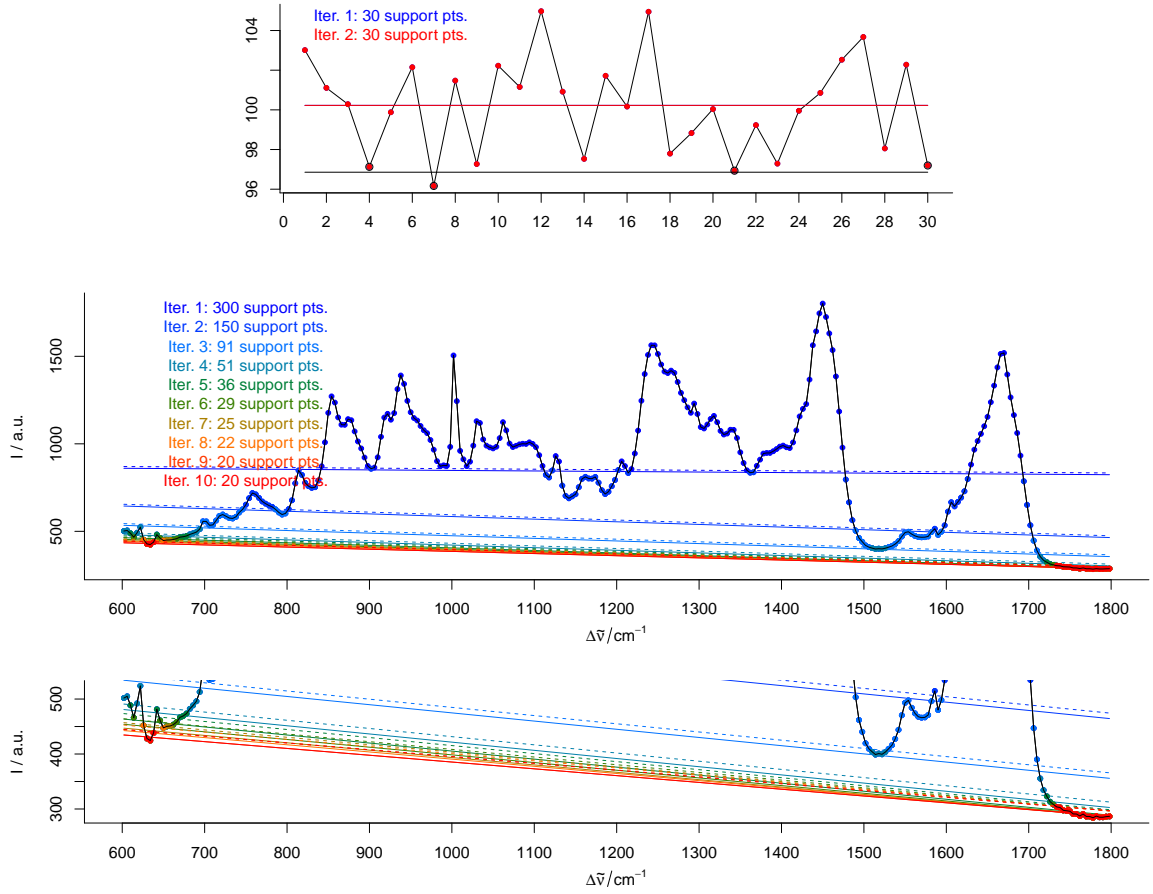 Iter. 1: 30 support pts.
Iter. 2: 30 support pts.
96 98 100 104
0 2 4 6 8 10 12 14 16 18 20 22 24 26 28 30
Iter. 1: 300 support pts.
Iter. 2: 150 support pts.
Iter. 3: 91 support pts.
Iter. 4: 51 support pts.
Iter. 5: 36 support pts.
Iter. 6: 29 support pts.
Iter. 7: 25 support pts.
Iter. 8: 22 support pts.
Iter. 9: 20 support pts.
Iter. 10: 20 support pts.
I / a.u.
500 1000 1500
600 700 800 900 1000 1100 1200 1300 1400 1500 1600 1700 1800
Δν̃/cm⁻¹
I / a.u.
300 400 500
600 700 800 900 1000 1100 1200 1300 1400 1500 1600 1700 1800
Δν̃/cm⁻¹